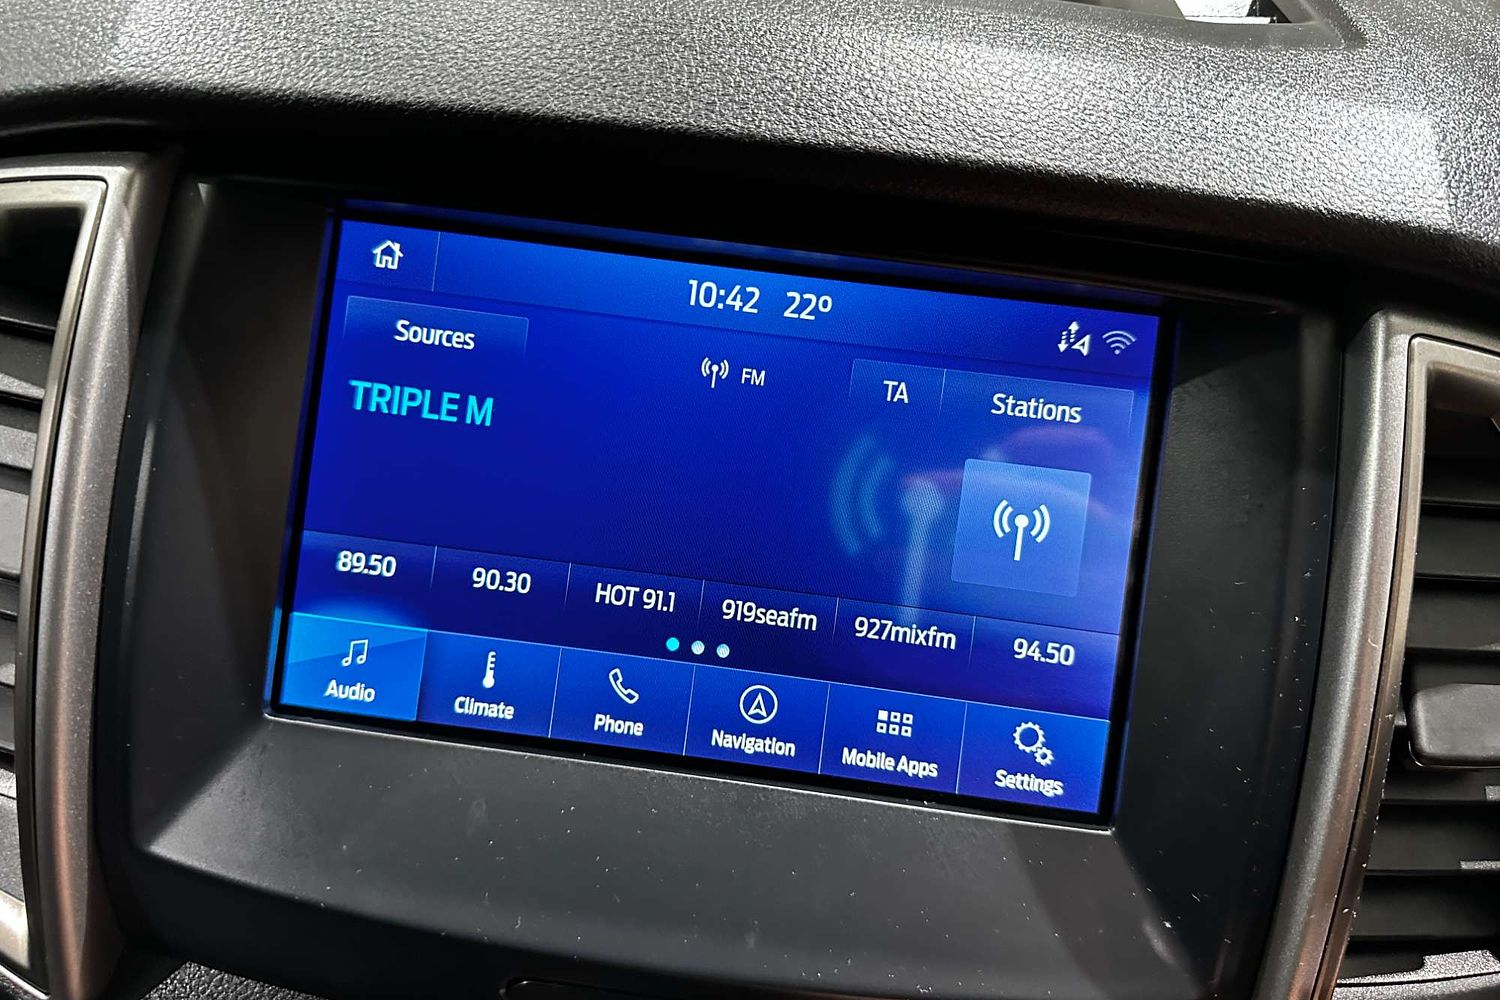 10:42 22°
Sources
FM
TA
Stations
TRIPLE M
89.50
90.30
HOT 91.1
919seafm
927mixfm
94.50
Audio
Climate
Phone
Navigation
Mobile Apps
Settings